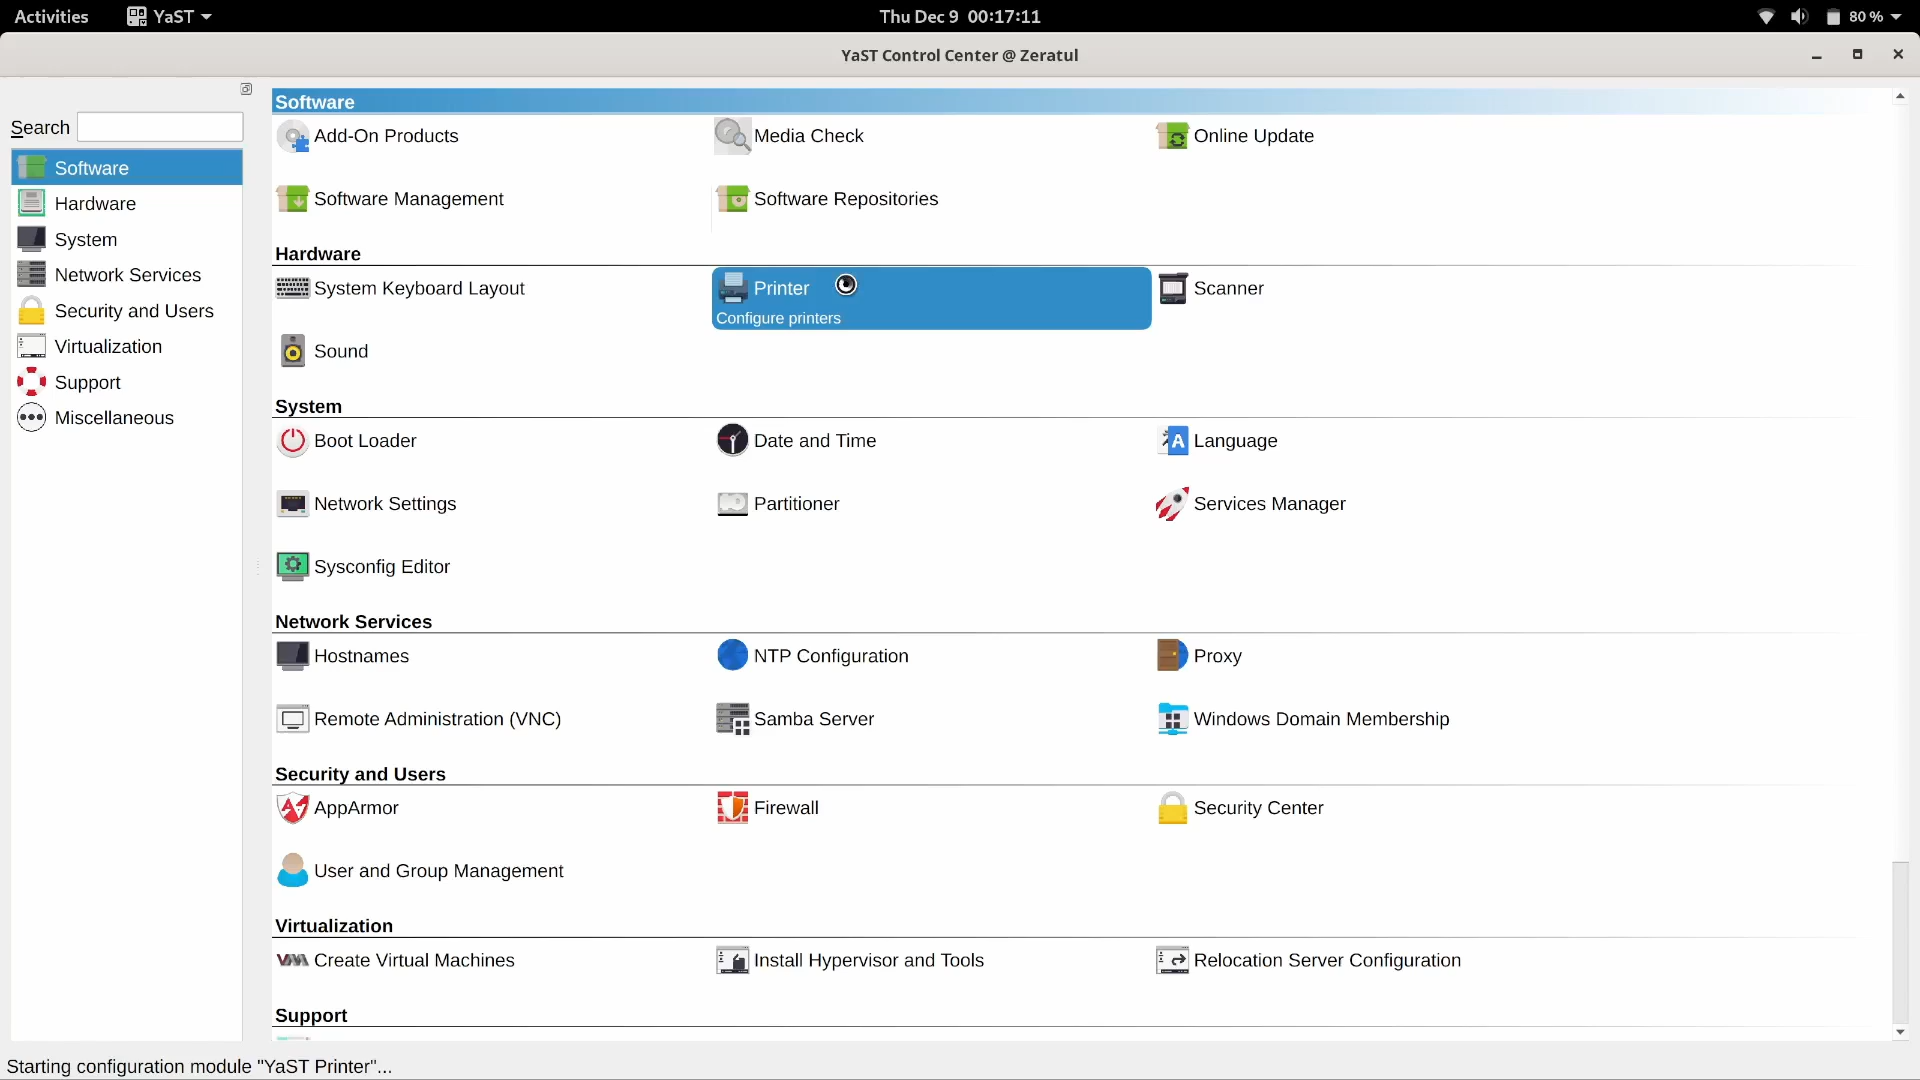 Activities YaST Thu Dec 9 00:17:11 80 %
YaST Control Center @ Zeratul
Search
Software
Hardware
System
Network Services
Security and Users
Virtualization
Support
Miscellaneous
Software
Add-On Products Media Check Online Update
Software Management Software Repositories
Hardware
System Keyboard Layout Printer Scanner
Configure printers
Sound
System
Boot Loader Date and Time Language
Network Settings Partitioner Services Manager
Sysconfig Editor
Network Services
Hostnames NTP Configuration Proxy
Remote Administration (VNC) Samba Server Windows Domain Membership
Security and Users
AppArmor Firewall Security Center
User and Group Management
Virtualization
Create Virtual Machines Install Hypervisor and Tools Relocation Server Configuration
Support
Starting configuration module "YaST Printer"...